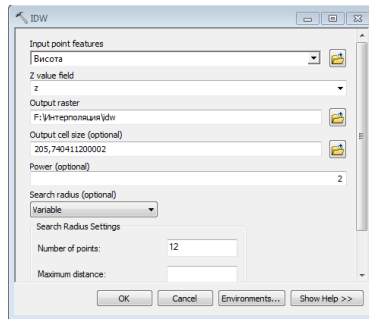 IDW
Input point features
Висота
Z value field
z
Output raster
F:\Интерполяция\idw
Output cell size (optional)
205,740411200002
Power (optional)
2
Search radius (optional)
Variable
Search Radius Settings
Number of points:
12
Maximum distance:
OK
Cancel
Environments...
Show Help >>